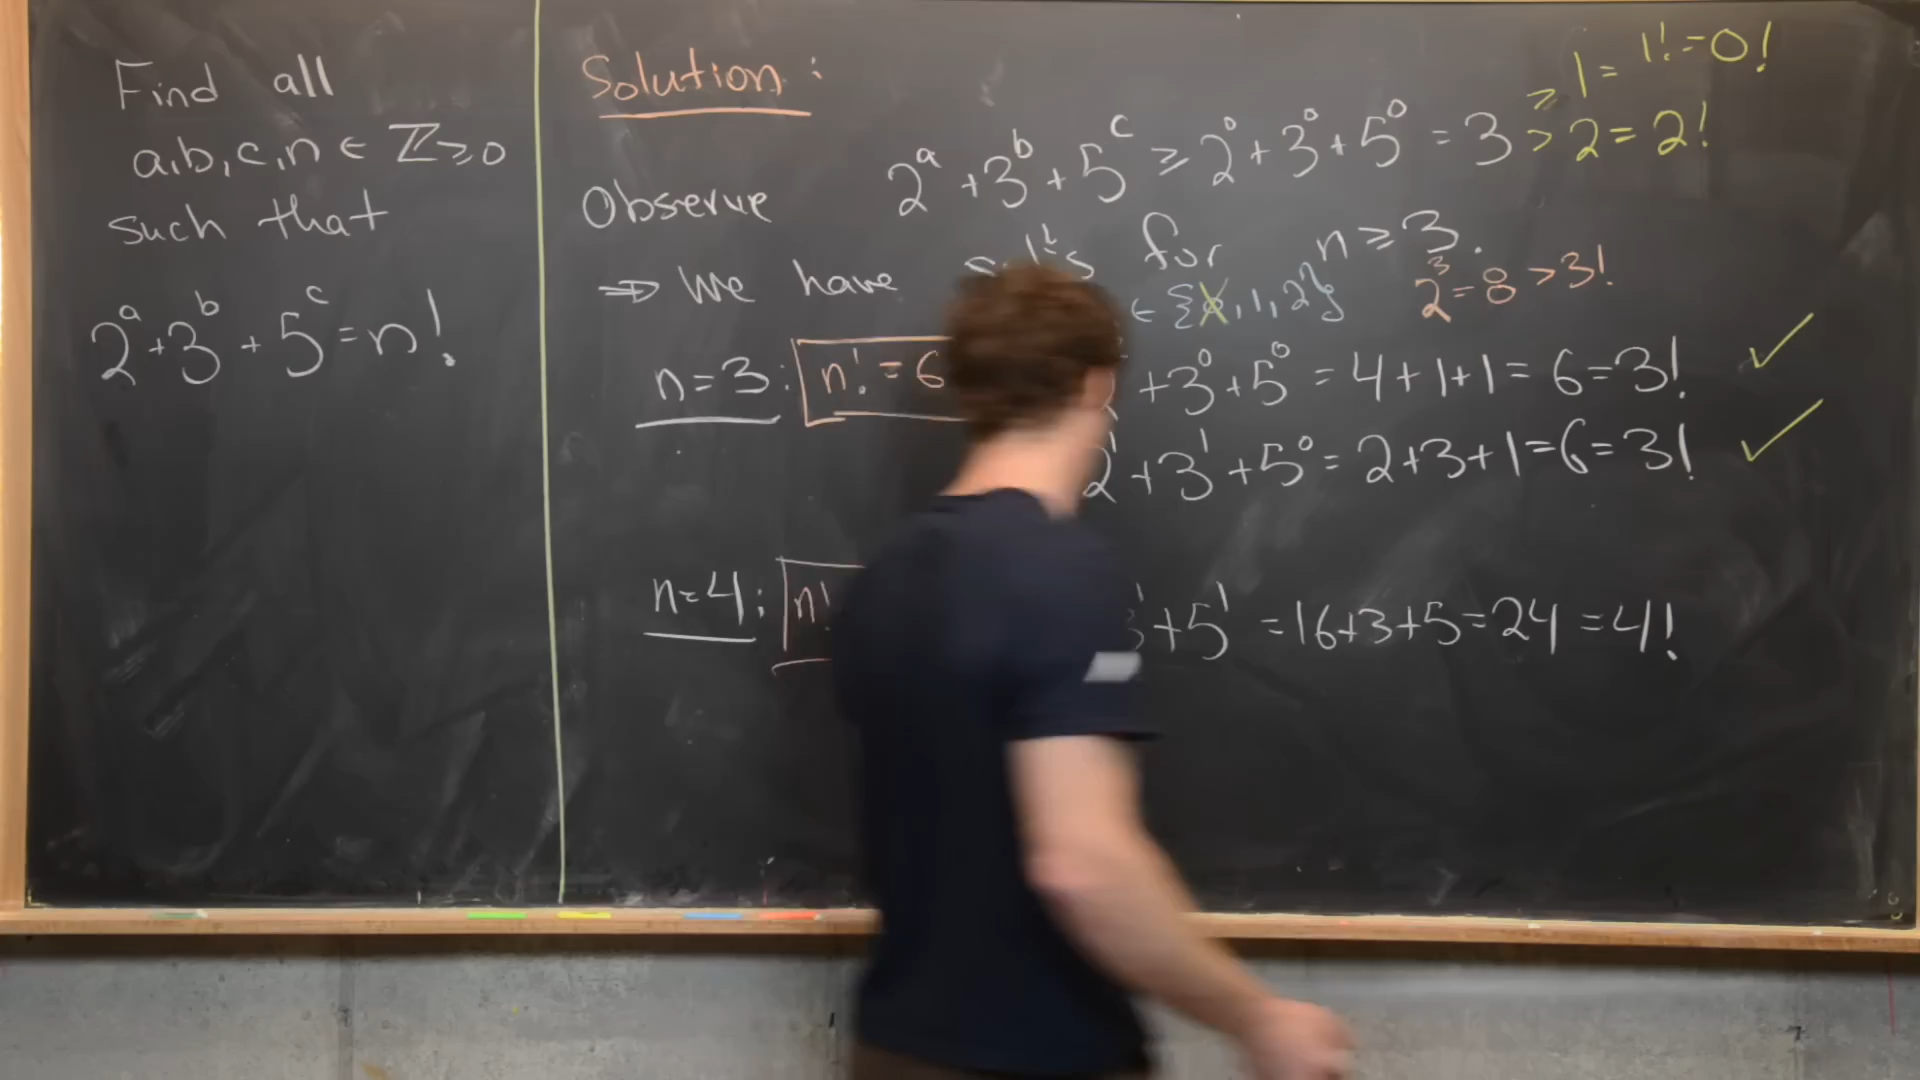 Find all
a,b,c,n ∈ ℤ≥0
such that
2^a + 3^b + 5^c = n!
Solution:
≥ 1 = 1! = 0!
Observe 2^a + 3^b + 5^c ≥ 2^0 + 3^0 + 5^0 = 3 > 2 = 2!
⇒ We have for n ≥ 3.
∈ {0, 1, 2} 2^3 = 8 > 3!
n=3: n! = 6 + 3^0 + 5^0 = 4+1+1 = 6 = 3! ✓
2^1 + 3^1 + 5^0 = 2+3+1 = 6 = 3! ✓
n=4: n! 3^1 + 5^1 = 16+3+5 = 24 = 4!